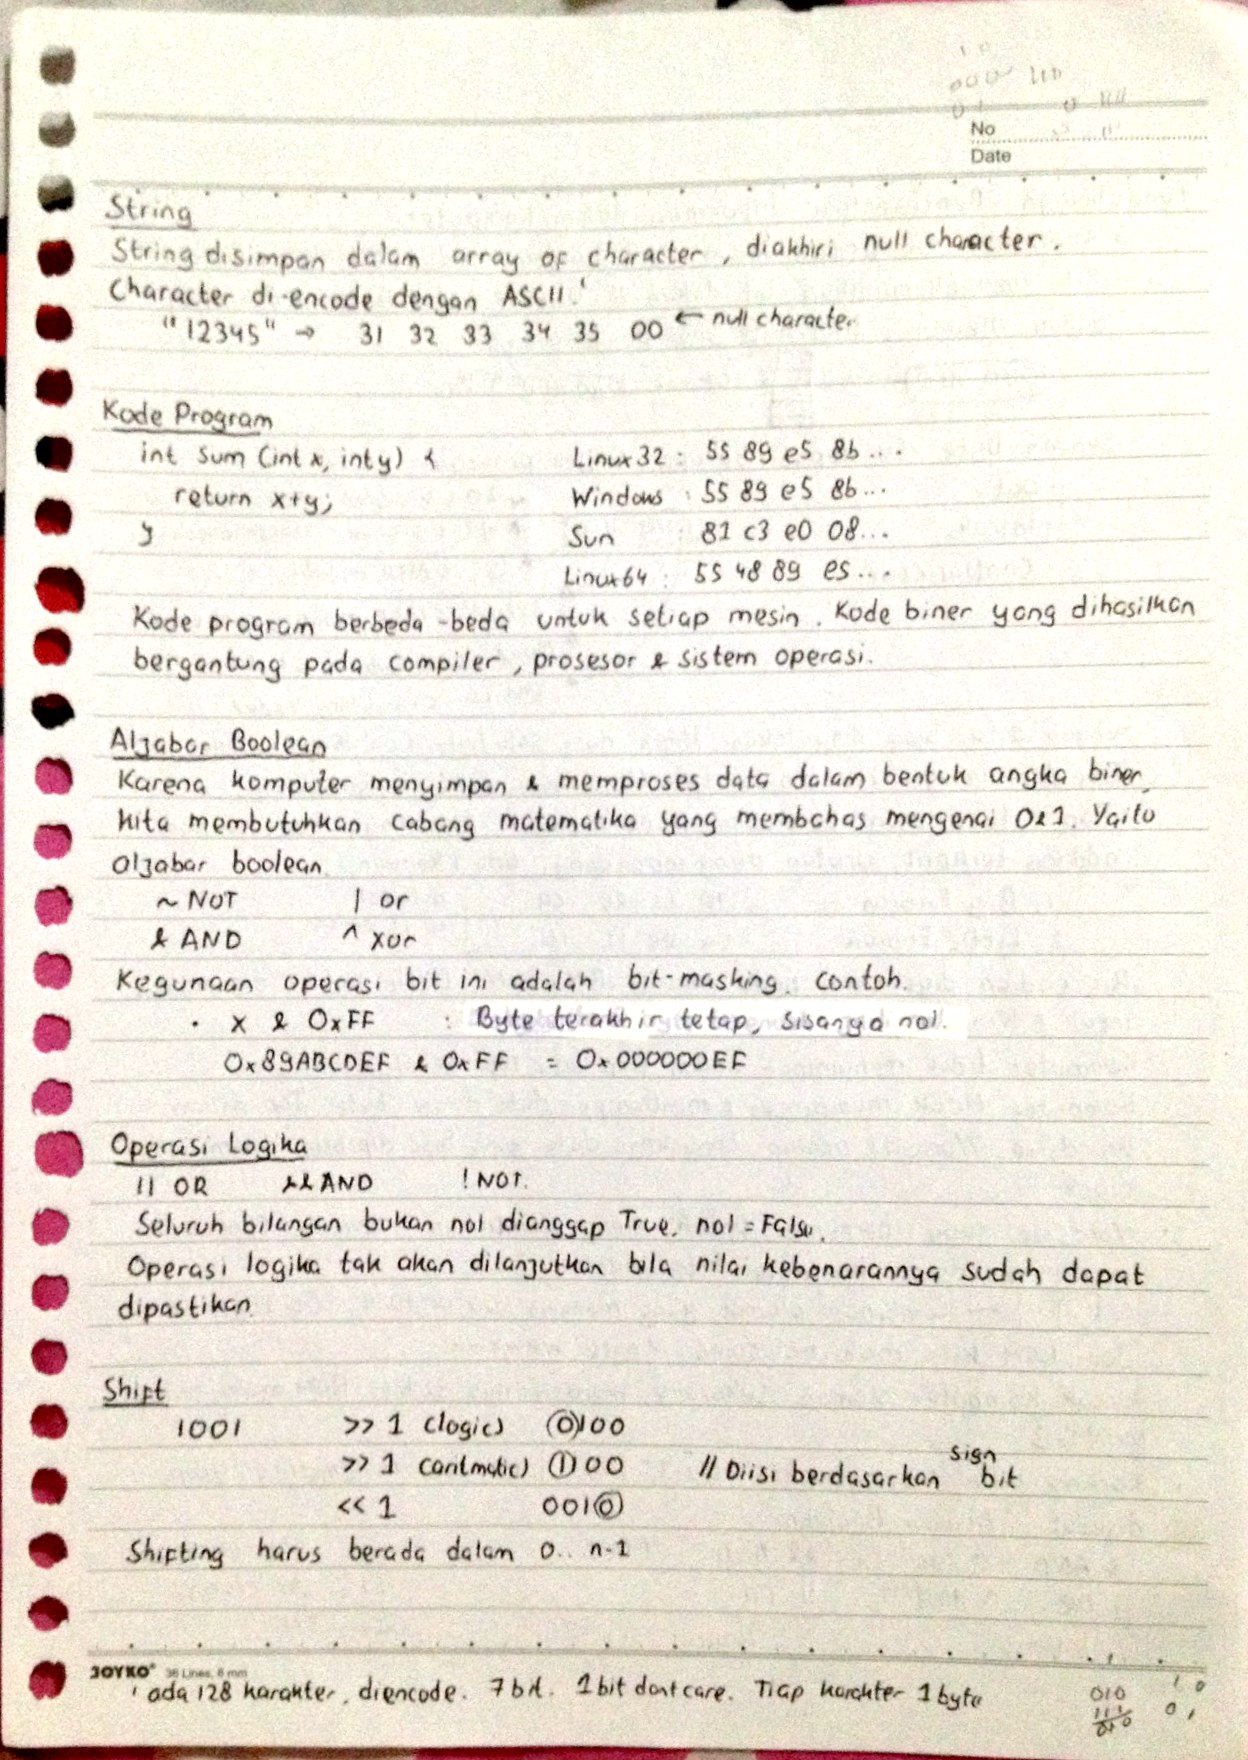 No
Date
String
String disimpan dalam array of character, diakhiri null character.
Character di-encode dengan ASCII.'
"12345" → 31 32 33 34 35 00 ← null character
Kode Program
int sum (int x, int y) {
return x+y;
}
Linux32 : 55 89 e5 8b...
Windows : 55 89 e5 8b...
Sun : 81 c3 e0 08...
Linux64 : 55 48 89 e5...
Kode program berbeda-beda untuk setiap mesin. Kode biner yang dihasilkan
bergantung pada compiler, prosesor & sistem operasi.
Aljabar Boolean
Karena komputer menyimpan & memproses data dalam bentuk angka biner,
kita membutuhkan cabang matematika yang membahas mengenai 0&1. Yaitu
aljabar boolean.
~ NOT | or
& AND ^ xor
Kegunaan operasi bit ini adalah bit-masking. Contoh.
· x & 0xFF : Byte terakhir tetap, sisanya nol.
0x89ABCDEF & 0xFF = 0x000000EF
Operasi Logika
|| OR && AND ! NOT.
Seluruh bilangan bukan nol dianggap True. nol = False.
Operasi logika tak akan dilanjutkan bila nilai kebenarannya sudah dapat
dipastikan.
Shift
1001 >> 1 (logic) 0100
>> 1 (aritmatic) 100 // Diisi berdasarkan sign bit
<< 1 0010
Shifting harus berada dalam 0.. n-1
JOYKO 36 Lines, 6 mm
' ada 128 karakter, diencode. 7 bit. 1 bit dont care. Tiap karakter 1 byte
010
111
010
1 0
0 1